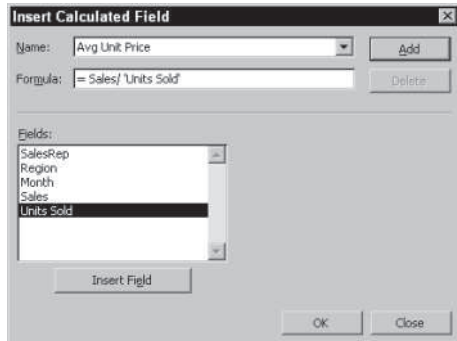 Insert Calculated Field
Name: Avg Unit Price Add
Formula: = Sales/ 'Units Sold' Delete
Fields:
SalesRep
Region
Month
Sales
Units Sold
Insert Field
OK Close